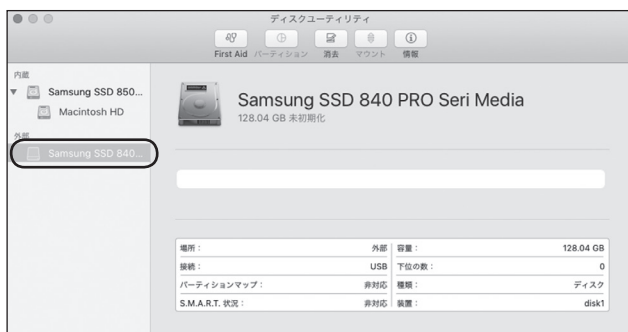 ディスクユーティリティ
First Aid パーティション 消去 マウント 情報
内蔵
Samsung SSD 850...
Macintosh HD
外部
Samsung SSD 840...
Samsung SSD 840 PRO Seri Media
128.04 GB 未初期化
場所： 外部 容量： 128.04 GB
接続： USB 下位の数： 0
パーティションマップ： 非対応 種類： ディスク
S.M.A.R.T. 状況： 非対応 装置： disk1